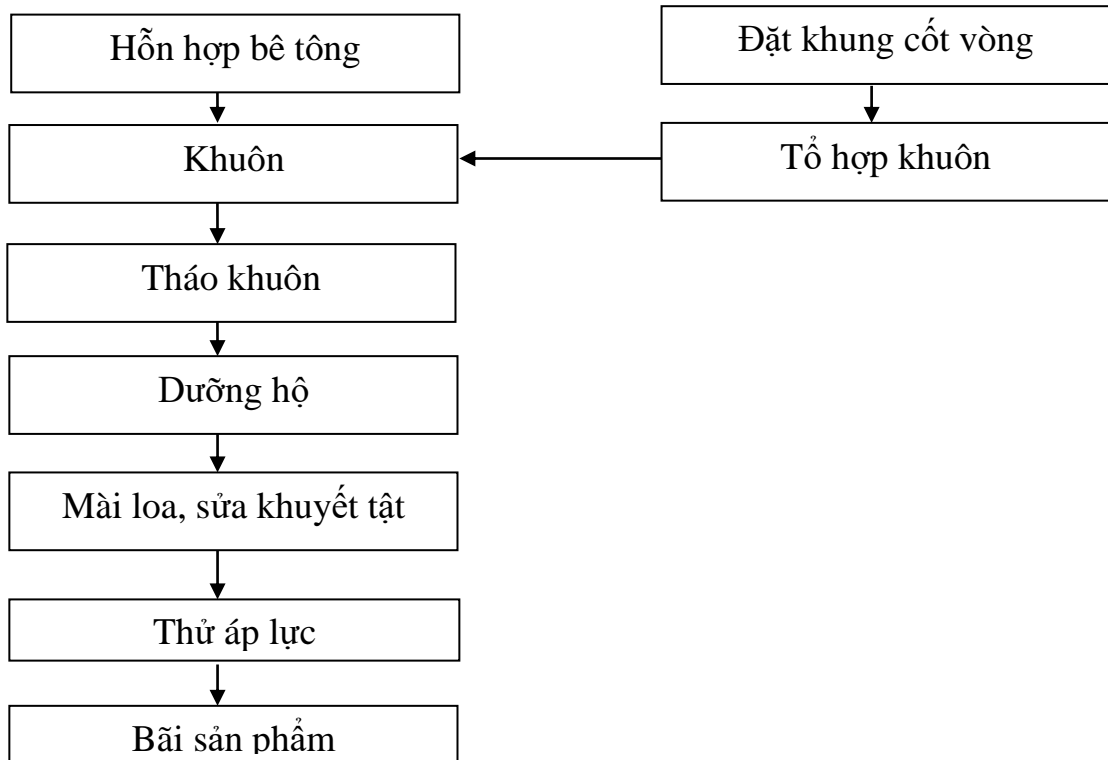 Hỗn hợp bê tông
Đặt khung cốt vòng
Khuôn
Tổ hợp khuôn
Tháo khuôn
Dưỡng hộ
Mài loa, sửa khuyết tật
Thử áp lực
Bãi sản phẩm